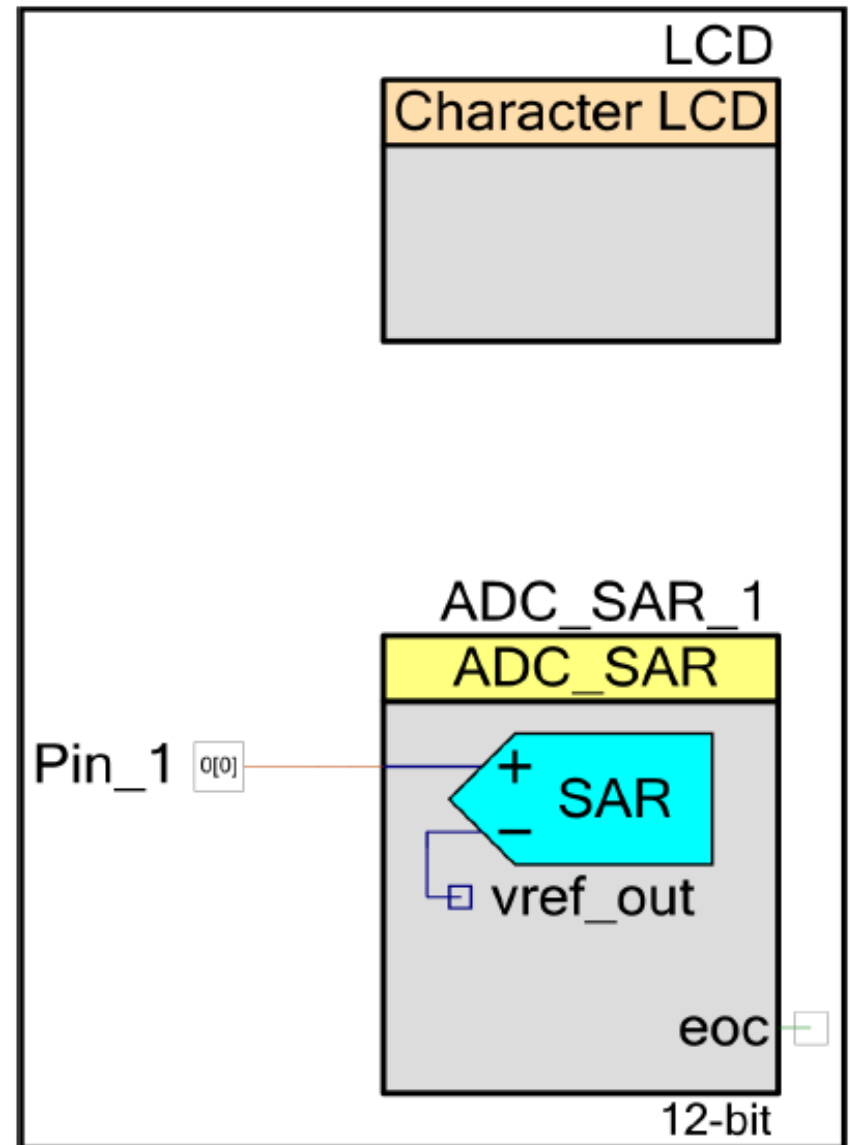 LCD
Character LCD
ADC_SAR_1
ADC_SAR
Pin_1 0[0]
+
SAR
−
vref_out
eoc
12-bit